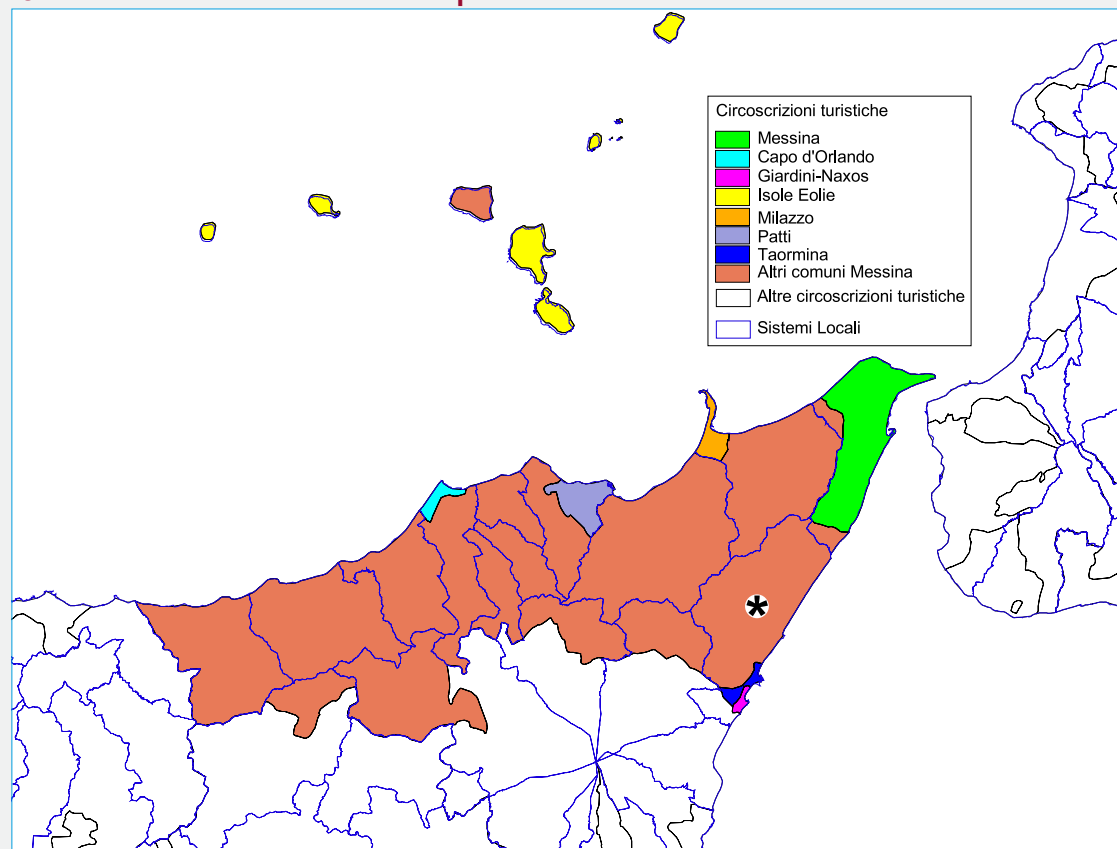 Circoscrizioni turistiche
Messina
Capo d'Orlando
Giardini-Naxos
Isole Eolie
Milazzo
Patti
Taormina
Altri comuni Messina
Altre circoscrizioni turistiche
Sistemi Locali
*